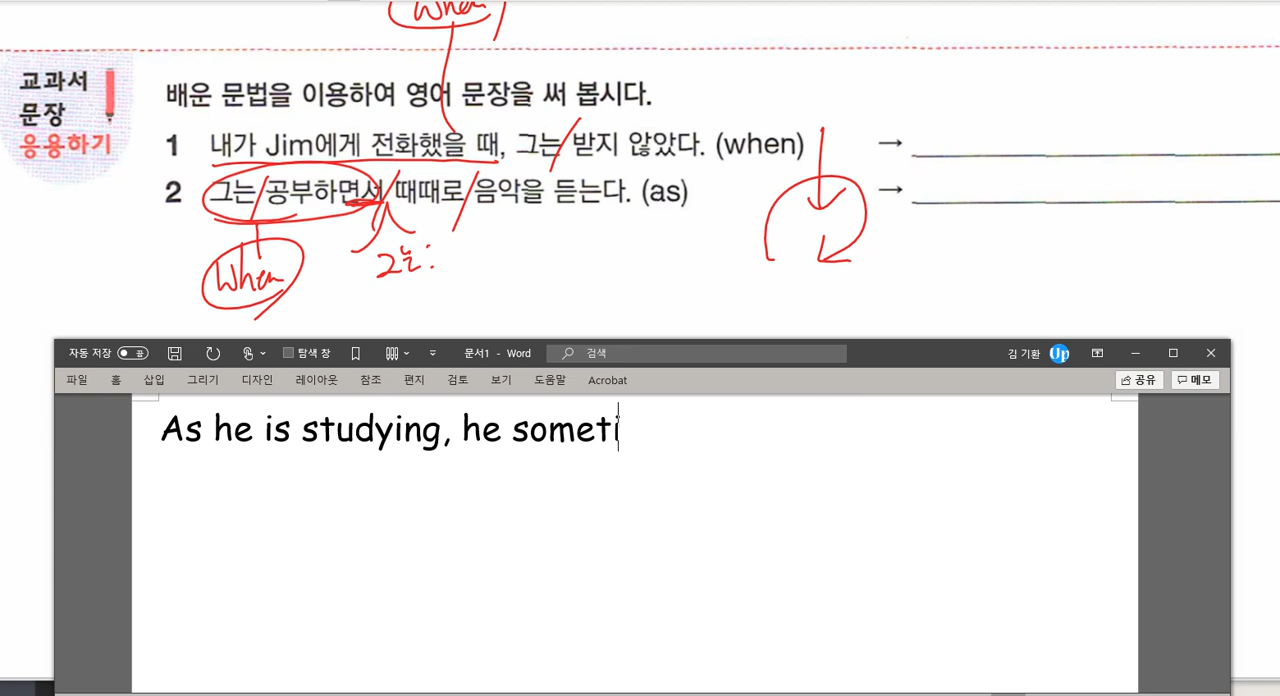 When
교과서
문장
응용하기
배운 문법을 이용하여 영어 문장을 써 봅시다.
1 내가 Jim에게 전화했을 때, 그는 받지 않았다. (when) →
2 그는 공부하면서 때때로 음악을 듣는다. (as) →
그는
When
자동 저장 끔 탐색 창 문서1 - Word 검색 김 기환 Up
파일 홈 삽입 그리기 디자인 레이아웃 참조 편지 검토 보기 도움말 Acrobat 공유 메모
As he is studying, he someti